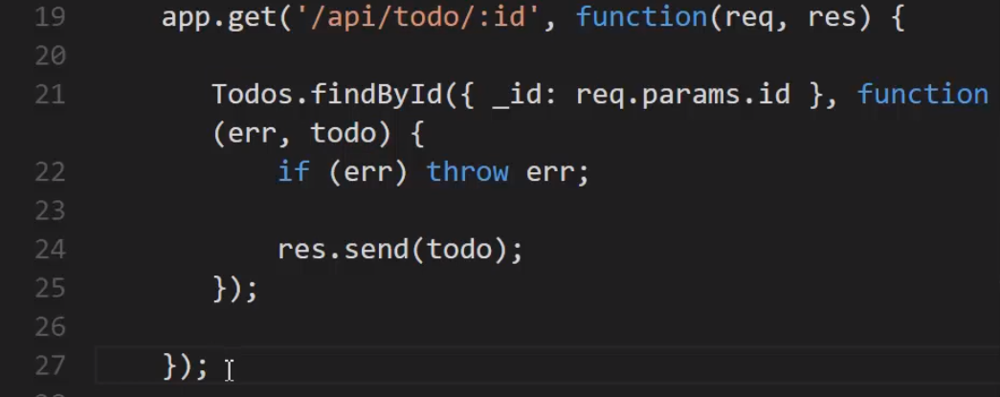 19 app.get('/api/todo/:id', function(req, res) {
20
21 Todos.findById({ _id: req.params.id }, function
(err, todo) {
22 if (err) throw err;
23
24 res.send(todo);
25 });
26
27 });